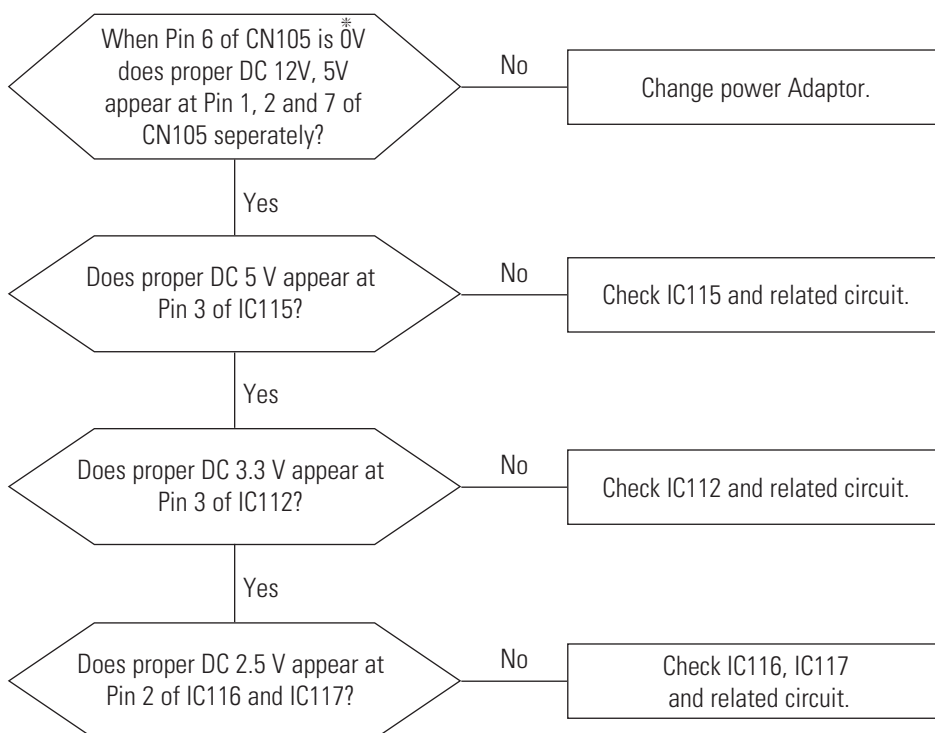 When Pin 6 of CN105 is 0※V
does proper DC 12V, 5V
appear at Pin 1, 2 and 7 of
CN105 seperately?
No
Change power Adaptor.
Yes
Does proper DC 5 V appear at
Pin 3 of IC115?
No
Check IC115 and related circuit.
Yes
Does proper DC 3.3 V appear at
Pin 3 of IC112?
No
Check IC112 and related circuit.
Yes
Does proper DC 2.5 V appear at
Pin 2 of IC116 and IC117?
No
Check IC116, IC117
and related circuit.